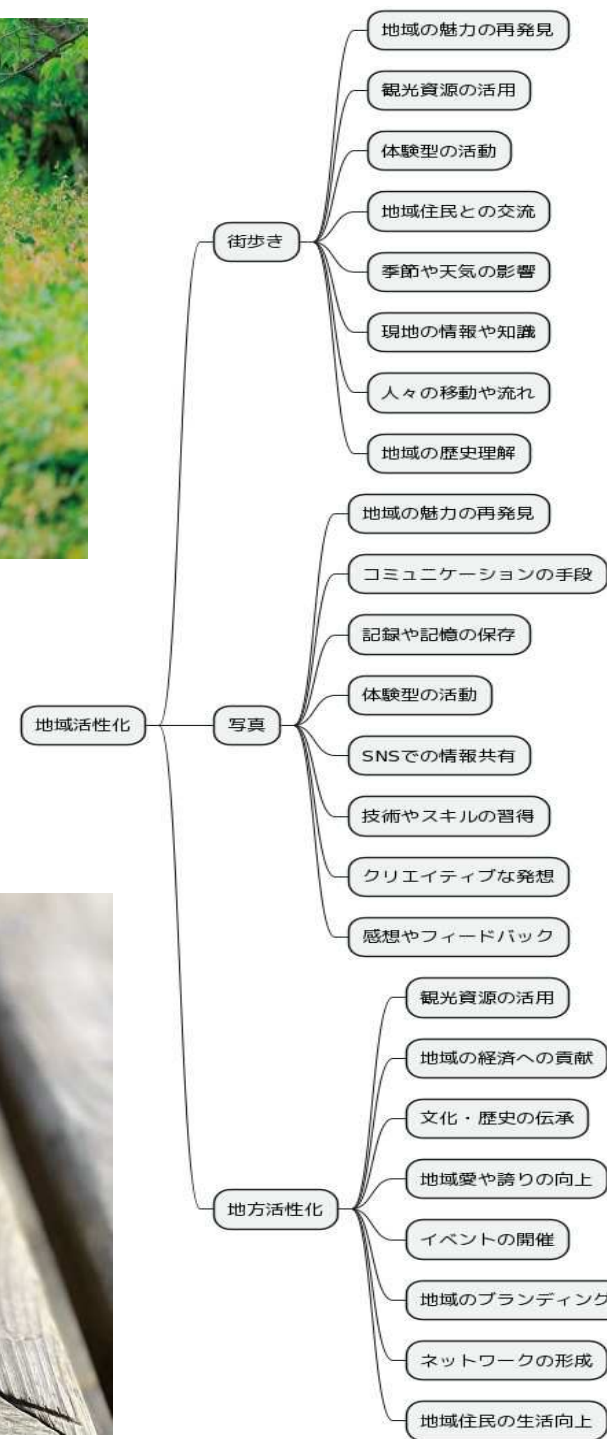 地域活性化
街歩き
地域の魅力の再発見
観光資源の活用
体験型の活動
地域住民との交流
季節や天気の影響
現地の情報や知識
人々の移動や流れ
地域の歴史理解
写真
地域の魅力の再発見
コミュニケーションの手段
記録や記憶の保存
体験型の活動
SNSでの情報共有
技術やスキルの習得
クリエイティブな発想
感想やフィードバック
地方活性化
観光資源の活用
地域の経済への貢献
文化・歴史の伝承
地域愛や誇りの向上
イベントの開催
地域のブランディング
ネットワークの形成
地域住民の生活向上